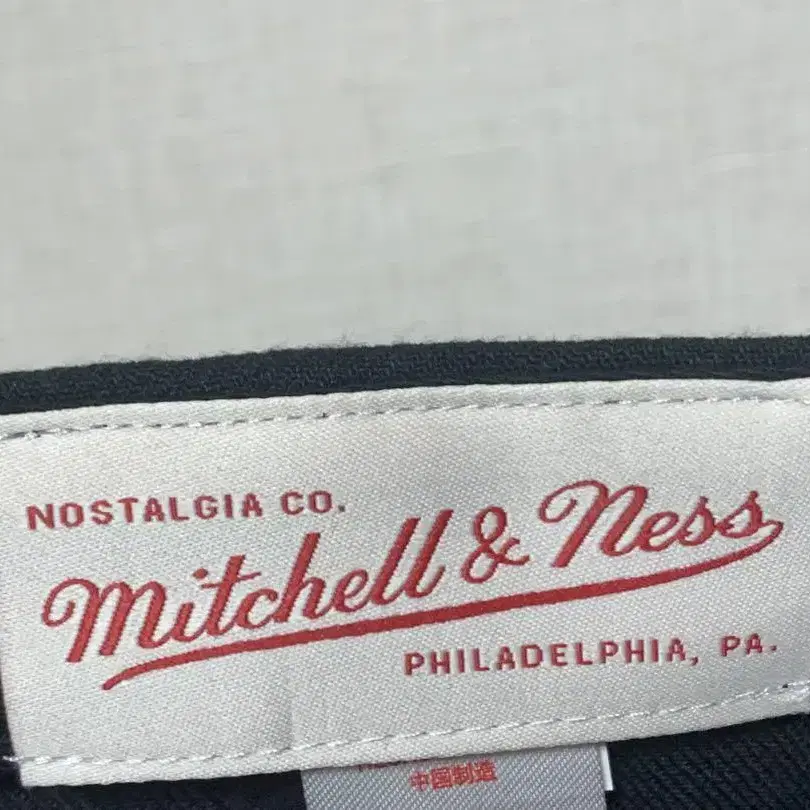 NOSTALGIA CO.
Mitchell & Ness
PHILADELPHIA, PA.
中国制造